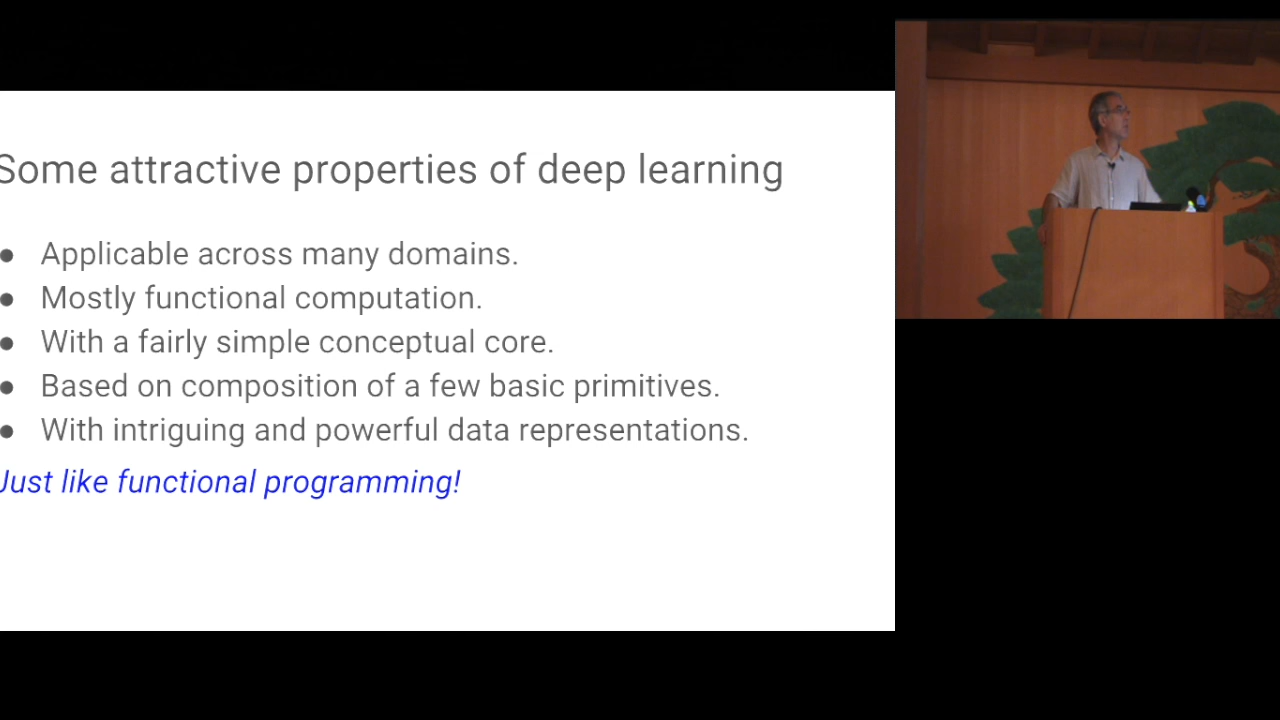 Some attractive properties of deep learning
● Applicable across many domains.
● Mostly functional computation.
● With a fairly simple conceptual core.
● Based on composition of a few basic primitives.
● With intriguing and powerful data representations.
Just like functional programming!